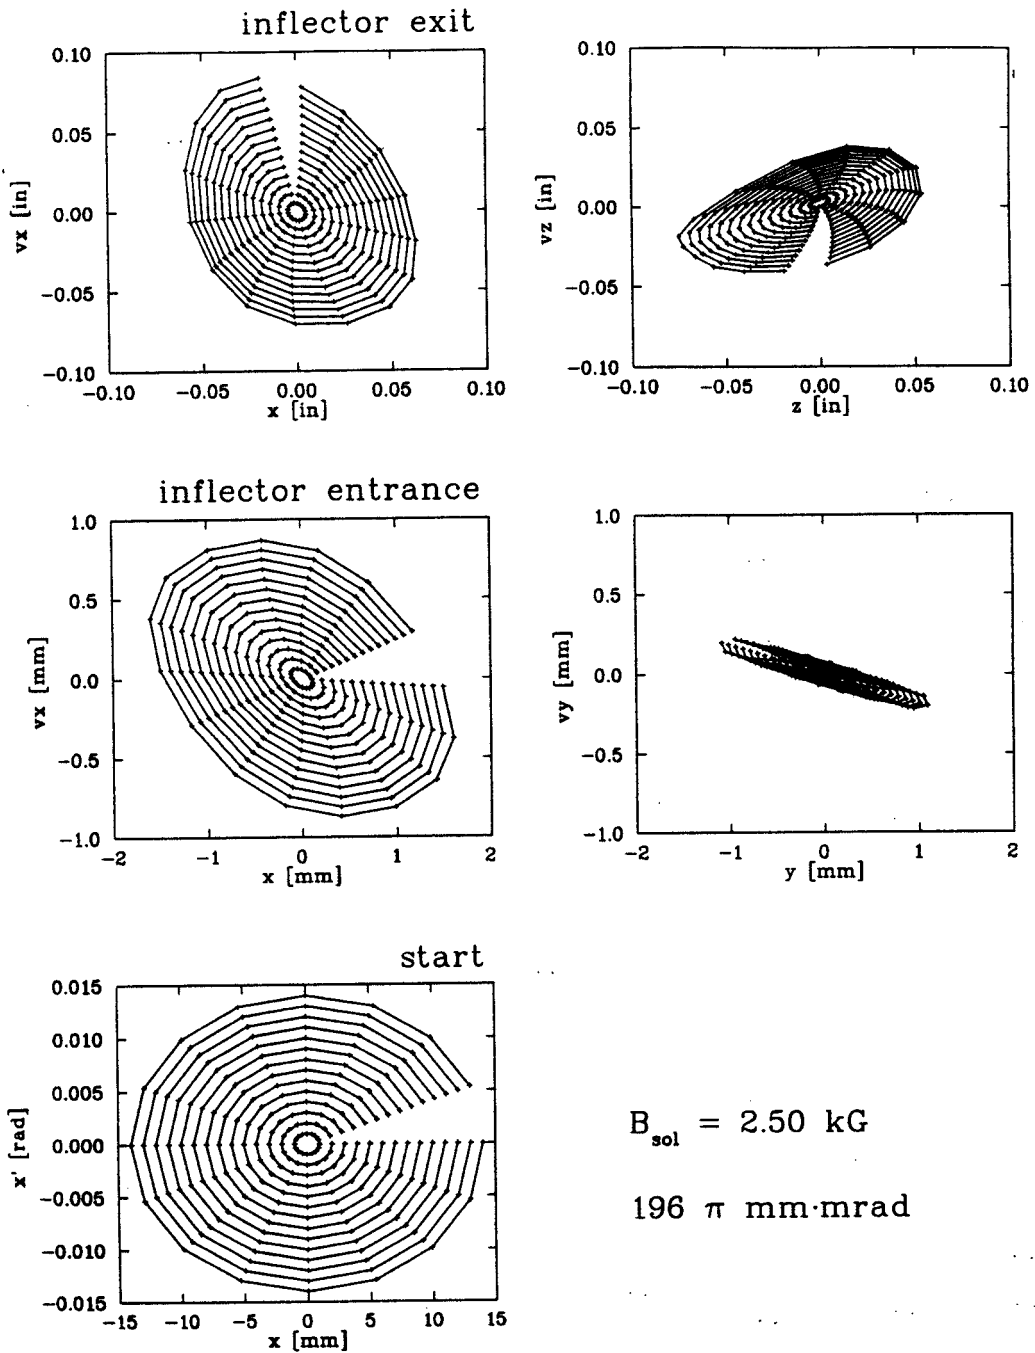 inflector exit
0.10
0.05
0.00
−0.05
−0.10
vx [in]
−0.10 −0.05 0.00 0.05 0.10
x [in]
0.10
0.05
0.00
−0.05
−0.10
vz [in]
−0.10 −0.05 0.00 0.05 0.10
z [in]
inflector entrance
1.0
0.5
0.0
−0.5
−1.0
vx [mm]
−2 −1 0 1 2
x [mm]
1.0
0.5
0.0
−0.5
−1.0
vy [mm]
−2 −1 0 1 2
y [mm]
start
0.015
0.010
0.005
0.000
−0.005
−0.010
−0.015
x' [rad]
−15 −10 −5 0 5 10 15
x [mm]
B_sol = 2.50 kG
196 π mm·mrad